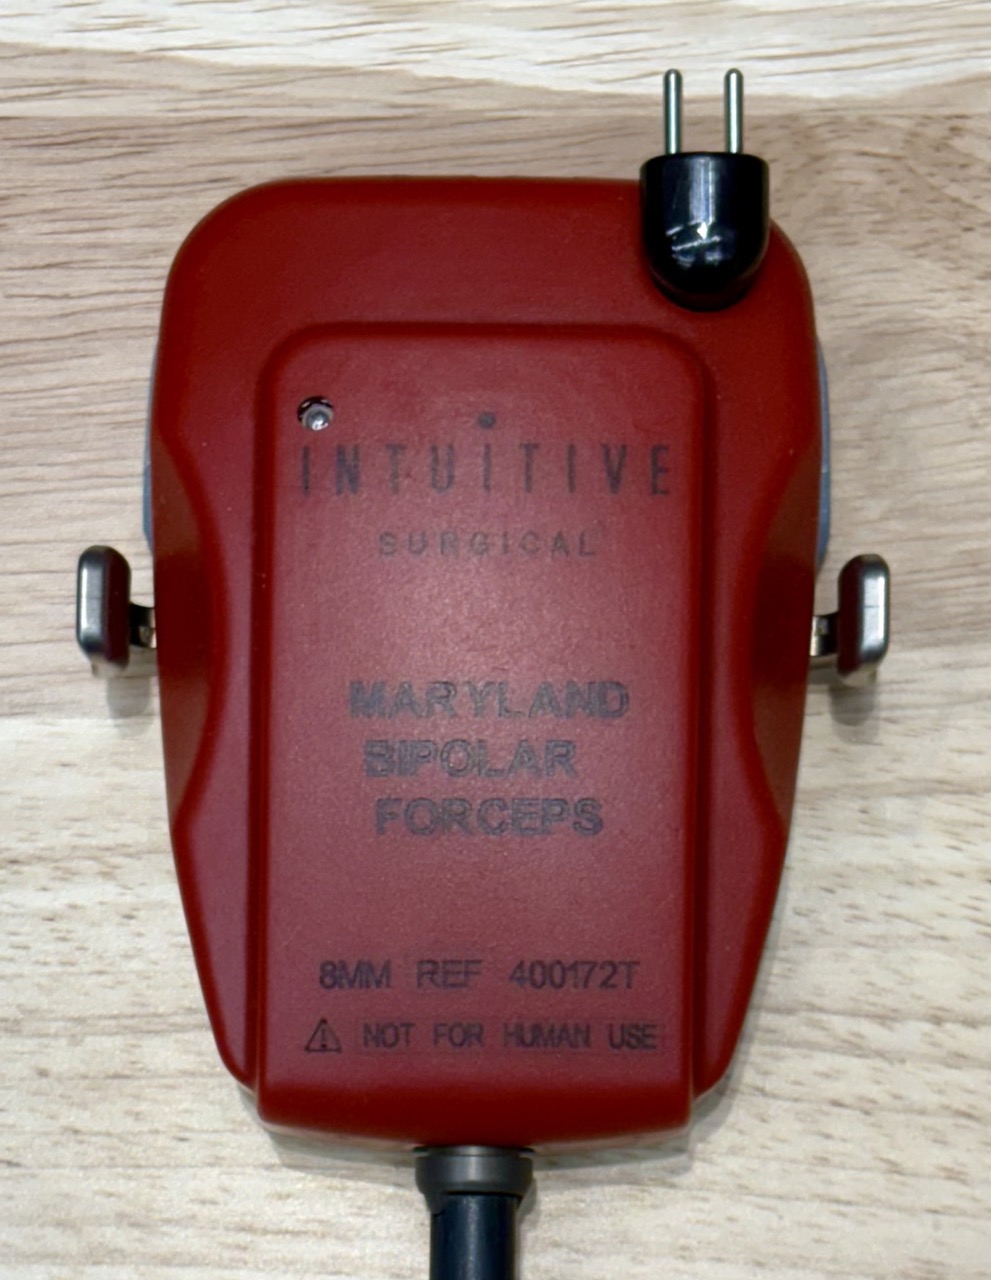 INTUiTIVE
SURGICAL
MARYLAND
BIPOLAR
FORCEPS
8MM REF 400172T
⚠ NOT FOR HUMAN USE